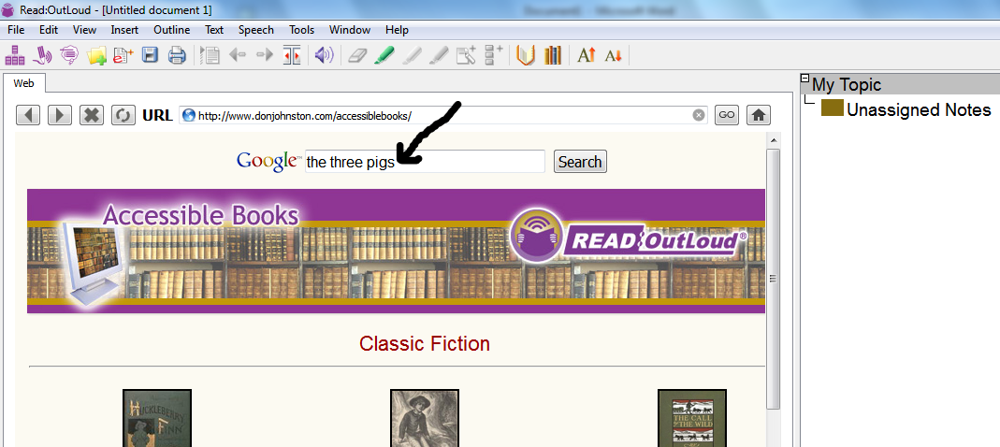 Read:OutLoud - [Untitled document 1]
Document1 - Microsoft Word
File Edit View Insert Outline Text Speech Tools Window Help
Web
URL http://www.donjohnston.com/accessiblebooks/ GO
Google™ the three pigs Search
Accessible Books
READ:OutLoud®
Classic Fiction
HUCKLEBERRY
FINN
THE CALL
OF THE WILD
My Topic
Unassigned Notes